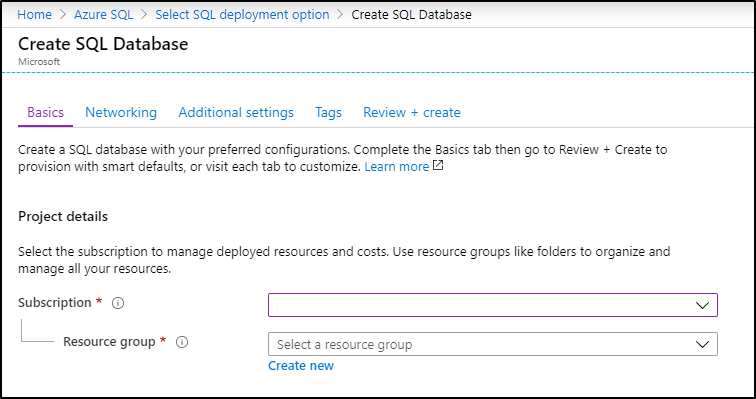 Home > Azure SQL > Select SQL deployment option > Create SQL Database
Create SQL Database
Microsoft
Basics Networking Additional settings Tags Review + create
Create a SQL database with your preferred configurations. Complete the Basics tab then go to Review + Create to
provision with smart defaults, or visit each tab to customize. Learn more
Project details
Select the subscription to manage deployed resources and costs. Use resource groups like folders to organize and
manage all your resources.
Subscription *
Resource group * Select a resource group
Create new